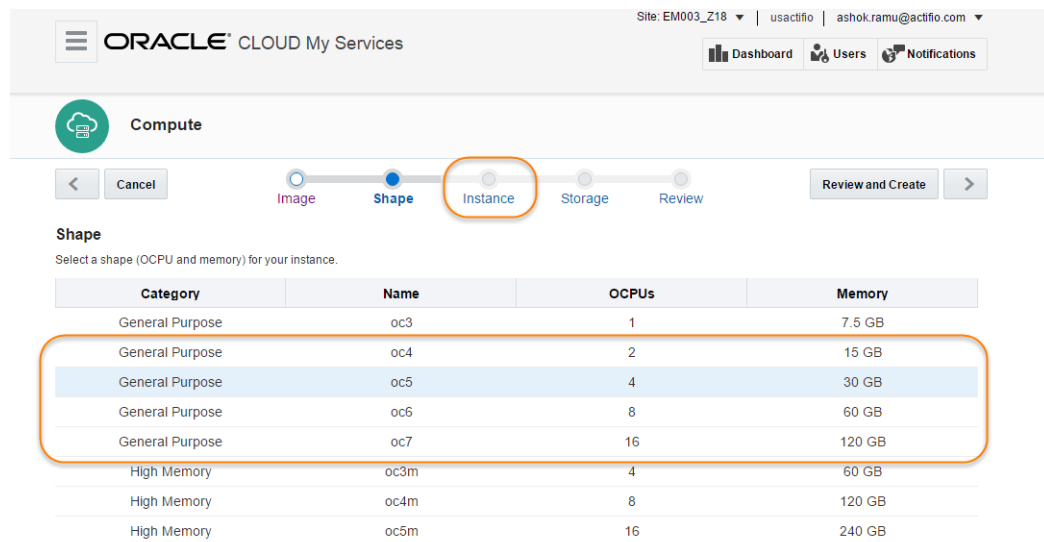 Site: EM003_Z18 usactifio ashok.ramu@actifio.com
ORACLE® CLOUD My Services
Dashboard Users Notifications
Compute
Cancel Image Shape Instance Storage Review Review and Create
Shape
Select a shape (OCPU and memory) for your instance.
Category Name OCPUs Memory
General Purpose oc3 1 7.5 GB
General Purpose oc4 2 15 GB
General Purpose oc5 4 30 GB
General Purpose oc6 8 60 GB
General Purpose oc7 16 120 GB
High Memory oc3m 4 60 GB
High Memory oc4m 8 120 GB
High Memory oc5m 16 240 GB